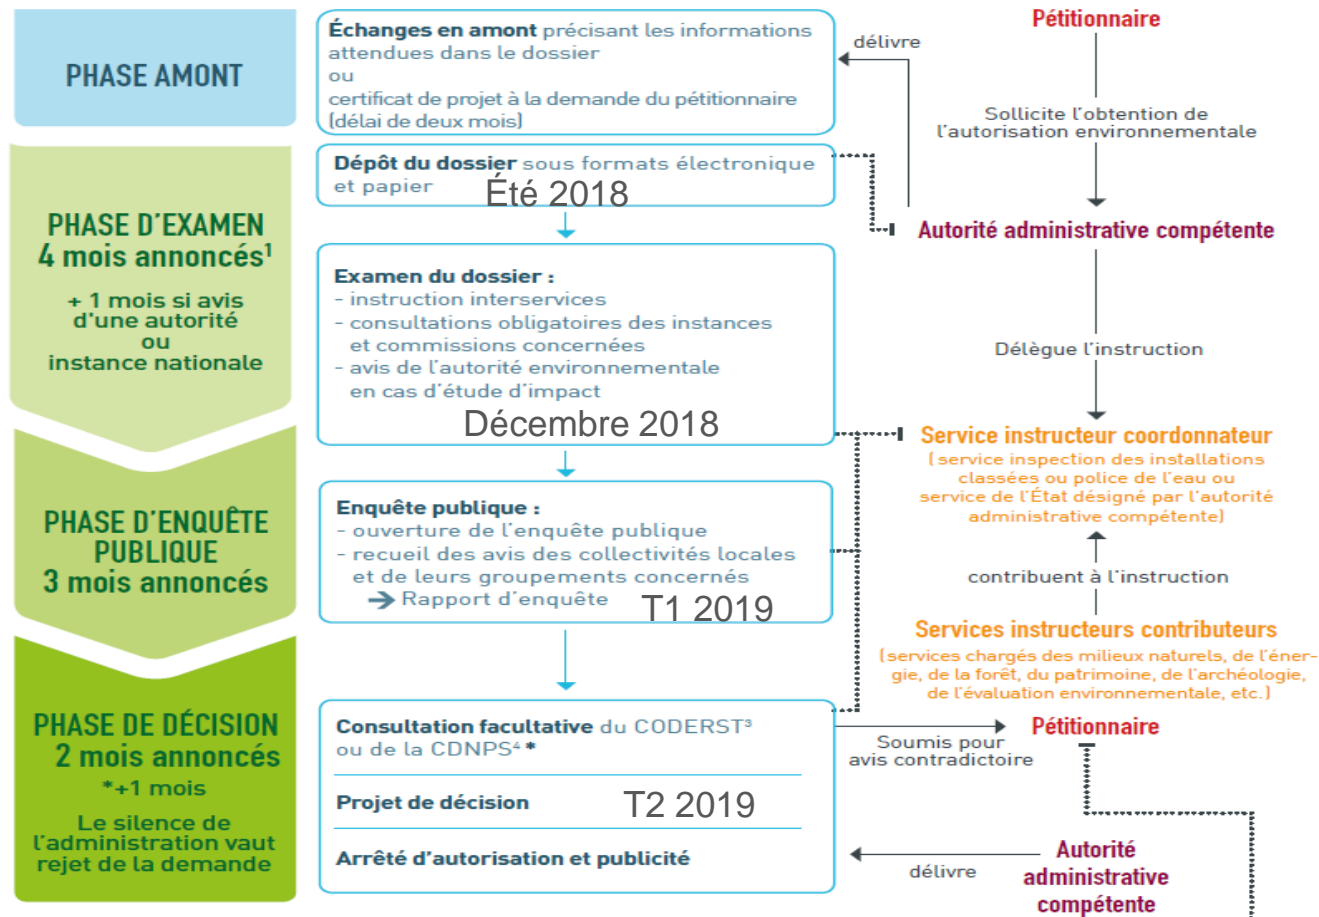 PHASE AMONT
Échanges en amont précisant les informations
attendues dans le dossier
ou
certificat de projet à la demande du pétitionnaire
(délai de deux mois)
délivre
Pétitionnaire
Sollicite l'obtention de
l'autorisation environnementale
Autorité administrative compétente
PHASE D'EXAMEN
4 mois annoncés¹
+ 1 mois si avis
d'une autorité
ou
instance nationale
Dépôt du dossier sous formats électronique
et papier
Été 2018
Examen du dossier :
- instruction interservices
- consultations obligatoires des instances
et commissions concernées
- avis de l'autorité environnementale
en cas d'étude d'impact
Décembre 2018
Délègue l'instruction
Service instructeur coordonnateur
(service inspection des installations
classées ou police de l'eau ou
service de l'État désigné par l'autorité
administrative compétente)
PHASE D'ENQUÊTE
PUBLIQUE
3 mois annoncés
Enquête publique :
- ouverture de l'enquête publique
- recueil des avis des collectivités locales
et de leurs groupements concernés
→ Rapport d'enquête
T1 2019
contribuent à l'instruction
Services instructeurs contributeurs
(services chargés des milieux naturels, de l'éner-
gie, de la forêt, du patrimoine, de l'archéologie,
de l'évaluation environnementale, etc.)
PHASE DE DÉCISION
2 mois annoncés
*+1 mois
Le silence de
l'administration vaut
rejet de la demande
Consultation facultative du CODERST³
ou de la CDNPS⁴ *
Projet de décision
T2 2019
Arrêté d'autorisation et publicité
Soumis pour
avis contradictoire
Pétitionnaire
délivre
Autorité
administrative
compétente